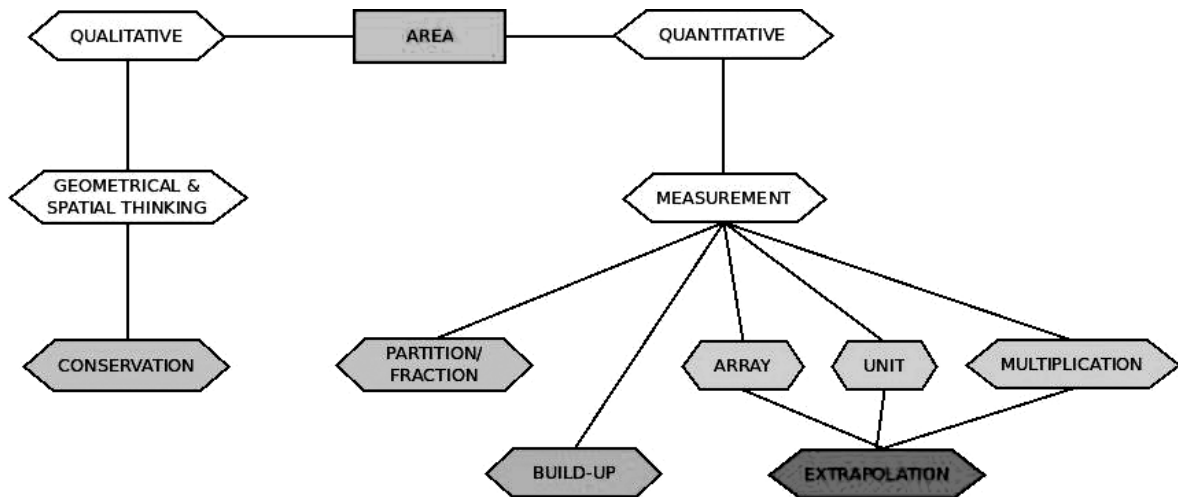 QUALITATIVE
AREA
QUANTITATIVE
GEOMETRICAL &
SPATIAL THINKING
MEASUREMENT
CONSERVATION
PARTITION/
FRACTION
ARRAY
UNIT
MULTIPLICATION
BUILD-UP
EXTRAPOLATION